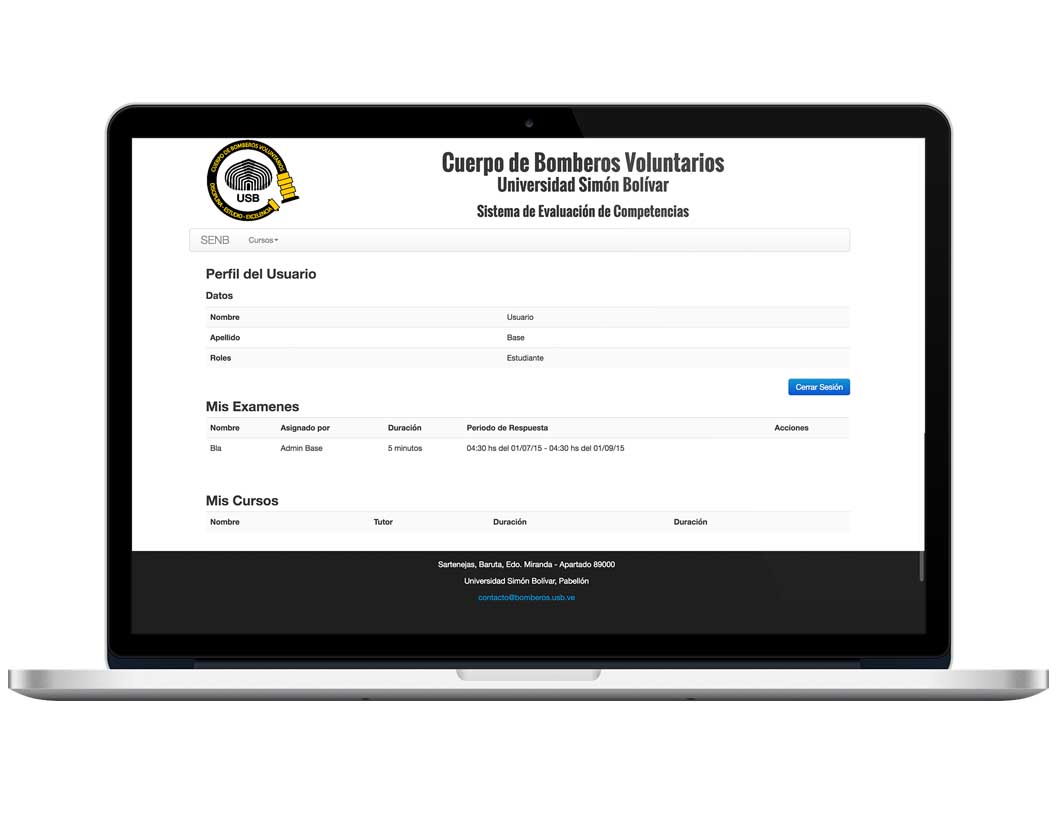 CUERPO DE BOMBEROS VOLUNTARIOS
USB
DISCIPLINA - ESTUDIO - EXCELENCIA
Cuerpo de Bomberos Voluntarios
Universidad Simón Bolívar
Sistema de Evaluación de Competencias
SENB Cursos
Perfil del Usuario
Datos
Nombre Usuario
Apellido Base
Roles Estudiante
Cerrar Sesión
Mis Examenes
Nombre Asignado por Duración Periodo de Respuesta Acciones
Bla Admin Base 5 minutos 04:30 hs del 01/07/15 - 04:30 hs del 01/09/15
Mis Cursos
Nombre Tutor Duración Duración
Sartenejas, Baruta, Edo. Miranda - Apartado 89000
Universidad Simón Bolívar, Pabellón
contacto@bomberos.usb.ve